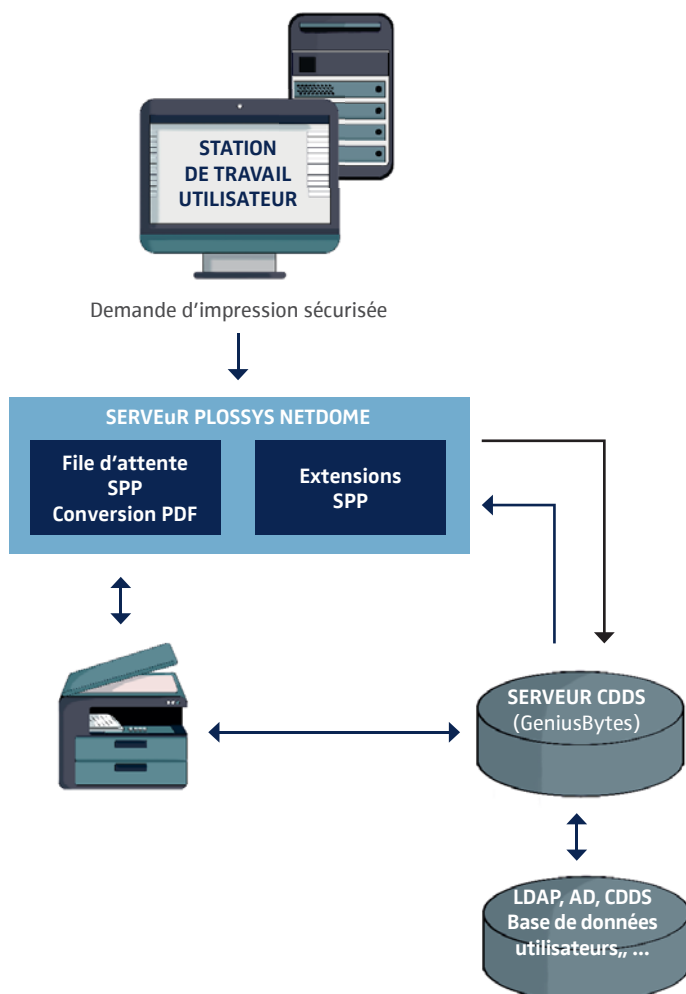 STATION
DE TRAVAIL
UTILISATEUR
Demande d'impression sécurisée
SERVEuR PLOSSYS NETDOME
File d'attente
SPP
Conversion PDF
Extensions
SPP
SERVEUR CDDS
(GeniusBytes)
LDAP, AD, CDDS
Base de données
utilisateurs,, ...